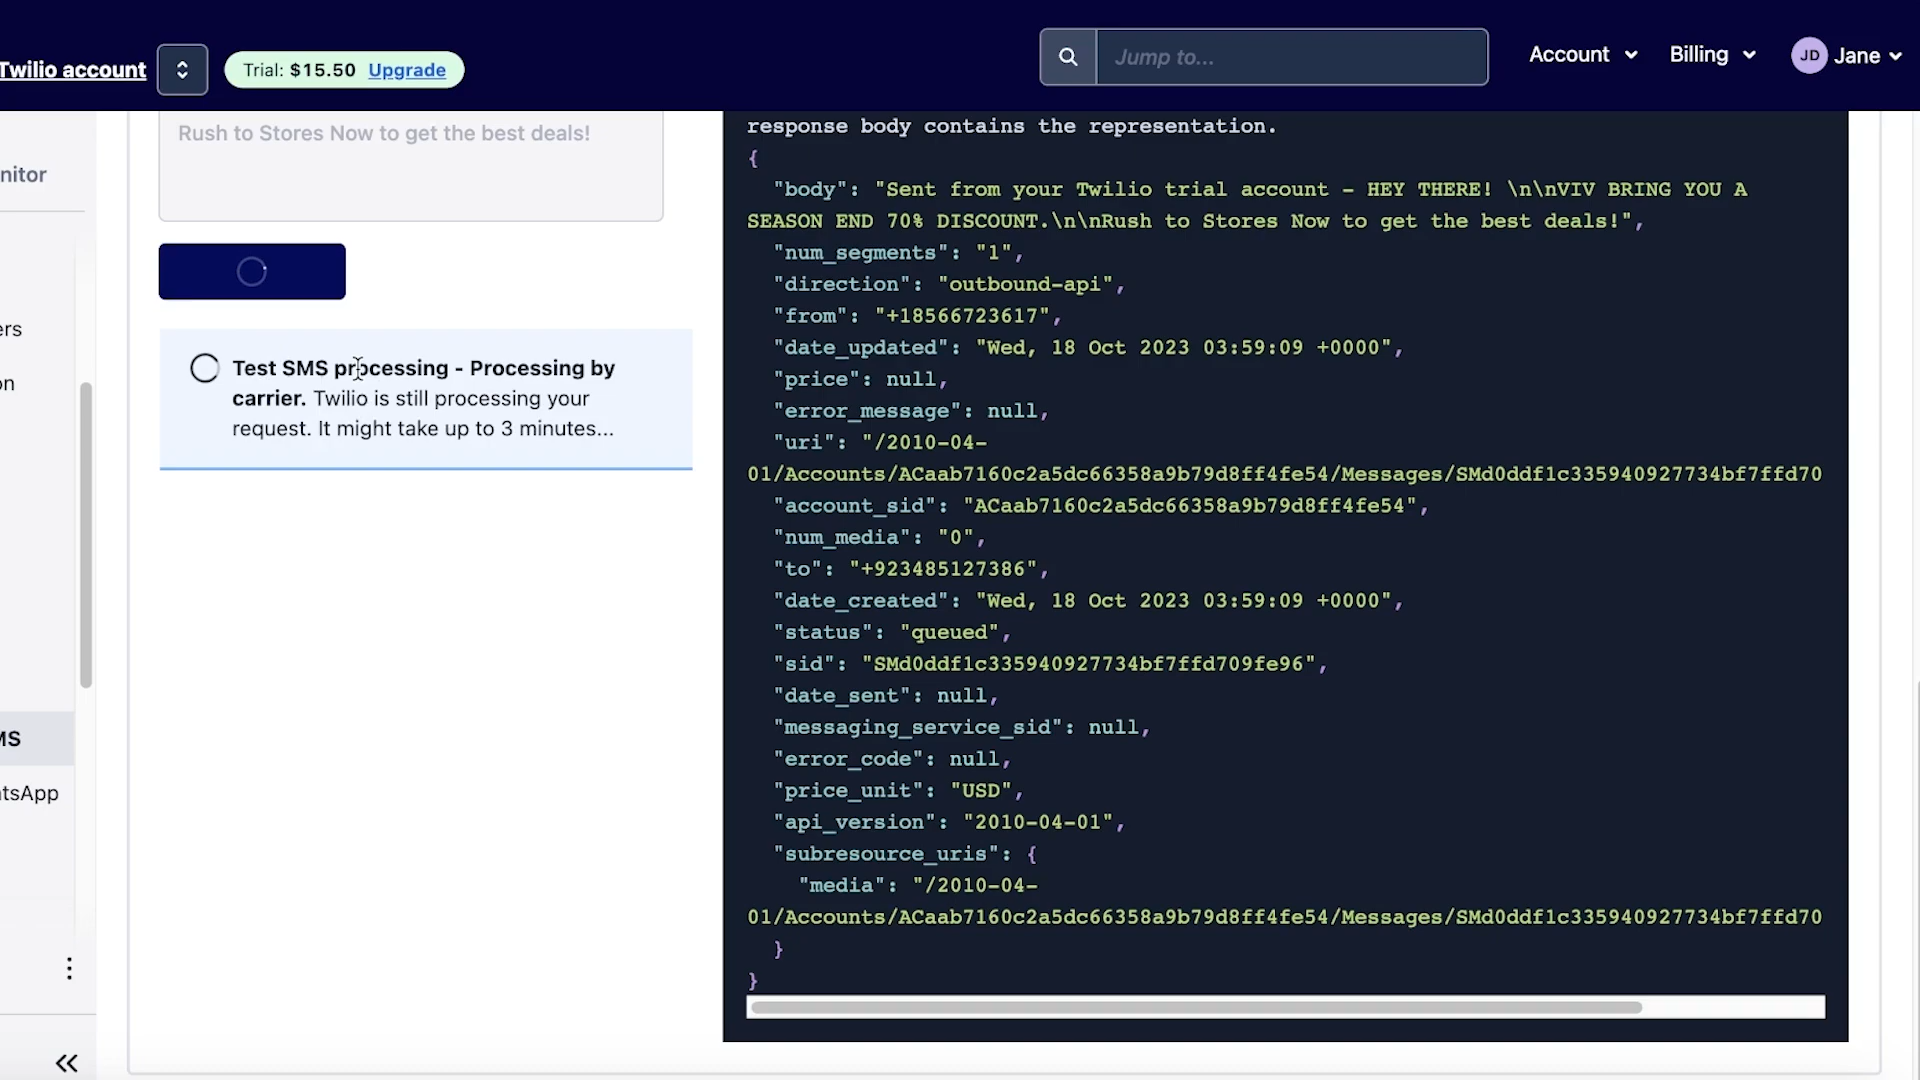 Twilio account
Trial: $15.50 Upgrade
Jump to...
Account
Billing
JD
Jane
nitor
ers
on
MS
atsApp
Rush to Stores Now to get the best deals!
Test SMS processing - Processing by
carrier. Twilio is still processing your
request. It might take up to 3 minutes...
response body contains the representation.
{
"body": "Sent from your Twilio trial account - HEY THERE! \n\nVIV BRING YOU A
SEASON END 70% DISCOUNT.\n\nRush to Stores Now to get the best deals!",
"num_segments": "1",
"direction": "outbound-api",
"from": "+18566723617",
"date_updated": "Wed, 18 Oct 2023 03:59:09 +0000",
"price": null,
"error_message": null,
"uri": "/2010-04-
01/Accounts/ACaab7160c2a5dc66358a9b79d8ff4fe54/Messages/SMd0ddf1c335940927734bf7ffd70
"account_sid": "ACaab7160c2a5dc66358a9b79d8ff4fe54",
"num_media": "0",
"to": "+923485127386",
"date_created": "Wed, 18 Oct 2023 03:59:09 +0000",
"status": "queued",
"sid": "SMd0ddf1c335940927734bf7ffd709fe96",
"date_sent": null,
"messaging_service_sid": null,
"error_code": null,
"price_unit": "USD",
"api_version": "2010-04-01",
"subresource_uris": {
"media": "/2010-04-
01/Accounts/ACaab7160c2a5dc66358a9b79d8ff4fe54/Messages/SMd0ddf1c335940927734bf7ffd70
}
}